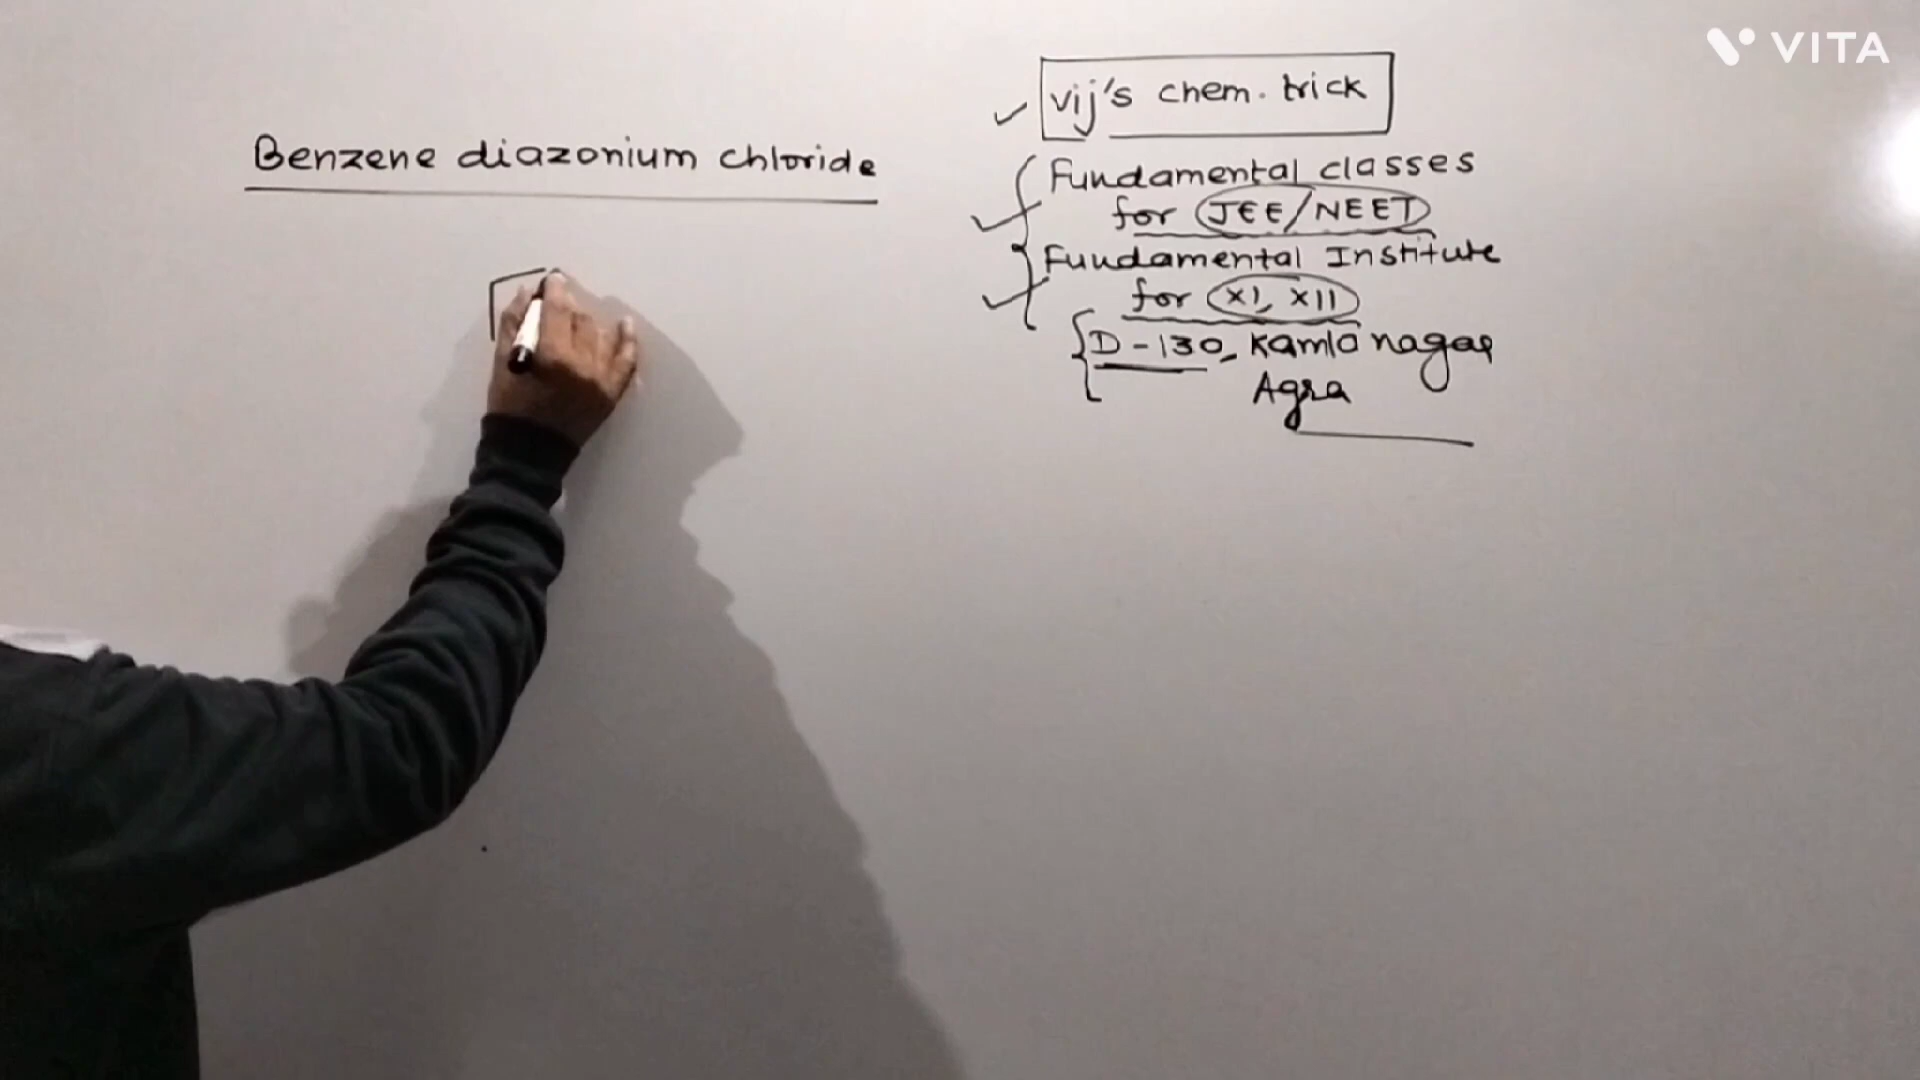 Benzene diazonium chloride
vij's chem. trick
Fundamental classes
for JEE/NEET
Fundamental Institute
for XI, XII
D-130, Kamla nagar
Agra
VITA